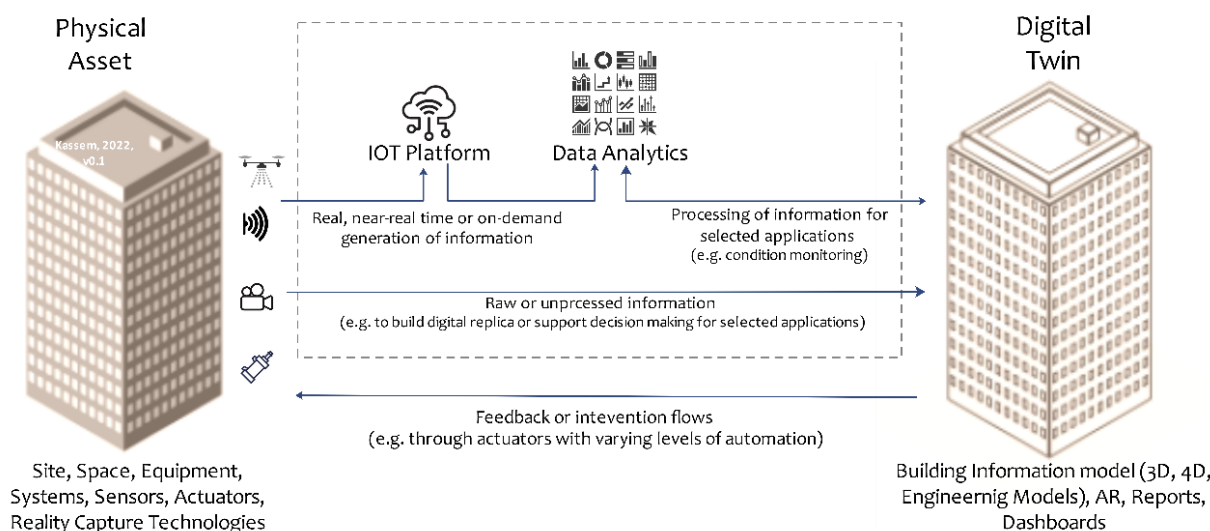 Physical
Asset
Digital
Twin
Kassem, 2022,
v0.1
IOT Platform
Data Analytics
Real, near-real time or on-demand
generation of information
Processing of information for
selected applications
(e.g. condition monitoring)
Raw or unprcessed information
(e.g. to build digital replica or support decision making for selected applications)
Feedback or intevention flows
(e.g. through actuators with varying levels of automation)
Site, Space, Equipment,
Systems, Sensors, Actuators,
Reality Capture Technologies
Building Information model (3D, 4D,
Engineernig Models), AR, Reports,
Dashboards